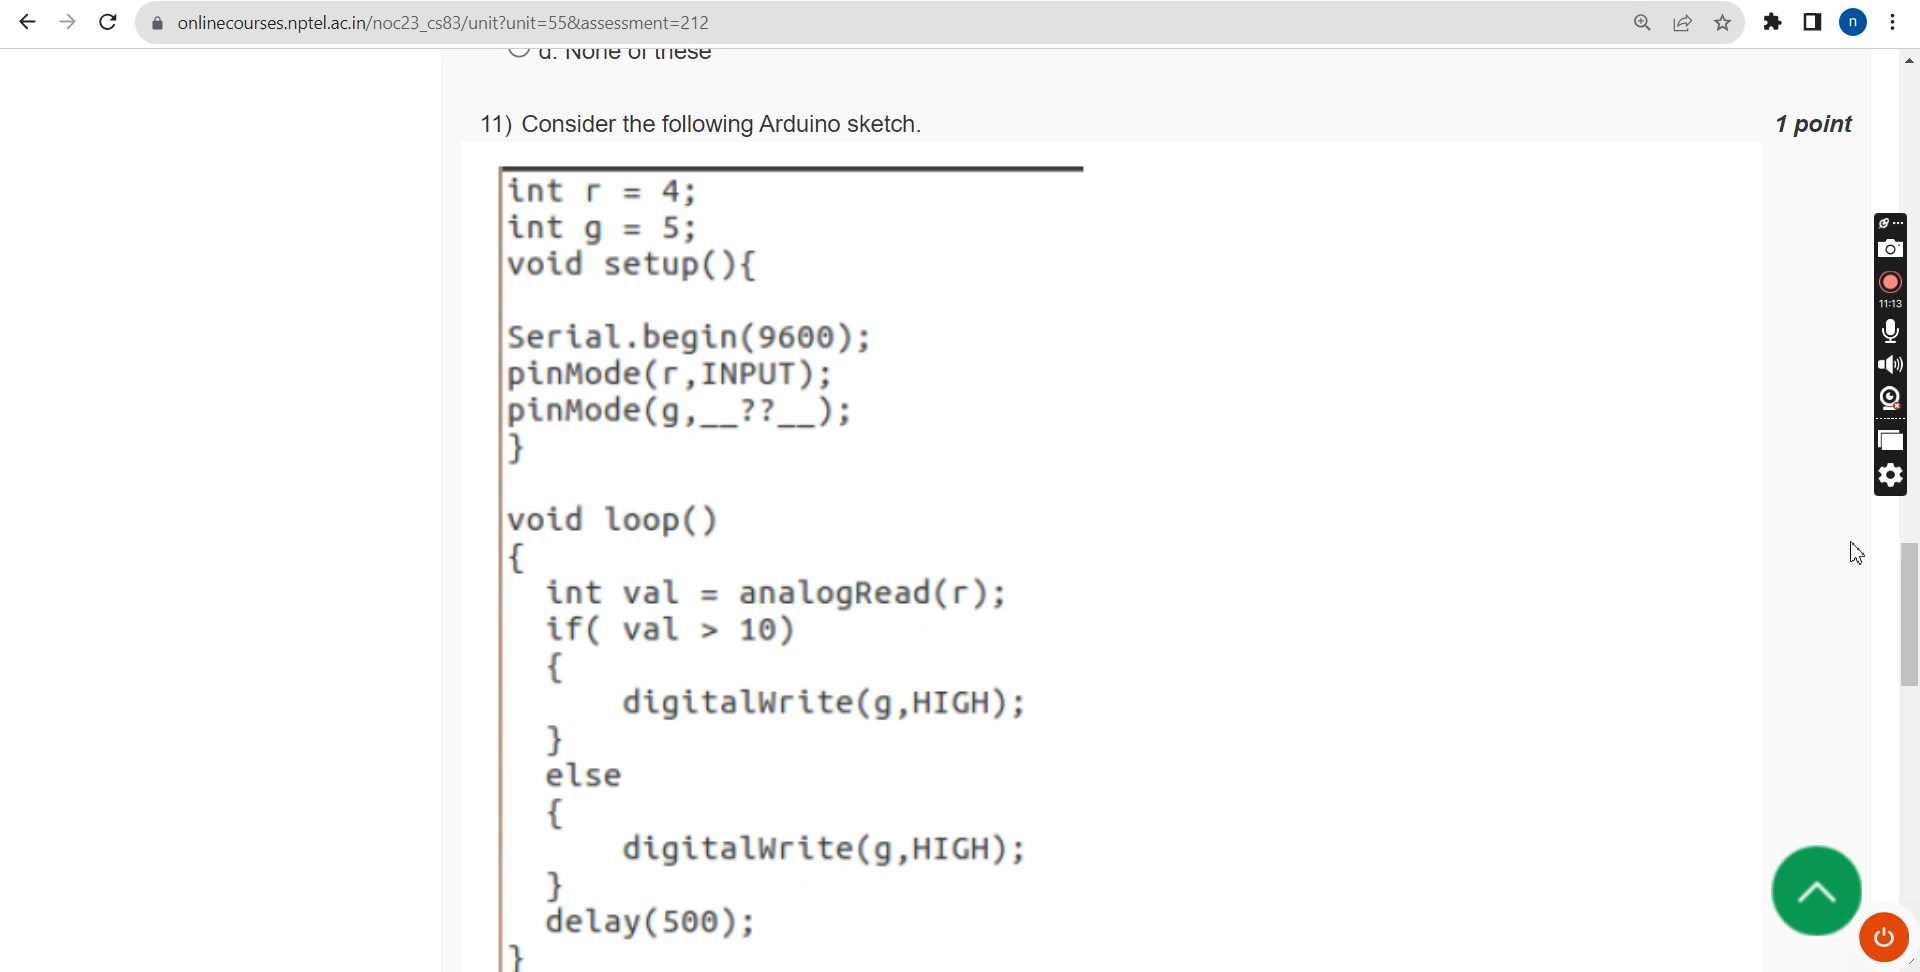 onlinecourses.nptel.ac.in/noc23_cs83/unit?unit=55&assessment=212
n
d. None of these
11) Consider the following Arduino sketch.
1 point
int r = 4;
int g = 5;
void setup(){
Serial.begin(9600);
pinMode(r,INPUT);
pinMode(g,__??__);
}
void loop()
{
int val = analogRead(r);
if( val > 10)
{
digitalWrite(g,HIGH);
}
else
{
digitalWrite(g,HIGH);
}
delay(500);
}
11:13